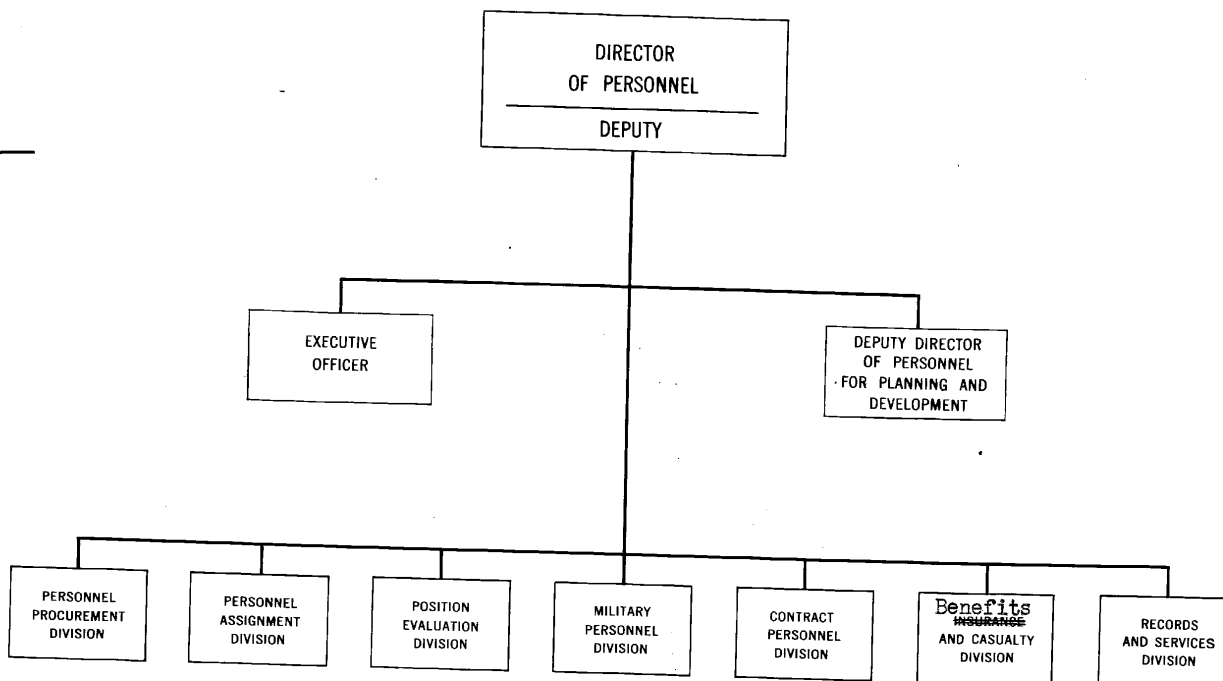 DIRECTOR
OF PERSONNEL
DEPUTY
EXECUTIVE
OFFICER
DEPUTY DIRECTOR
OF PERSONNEL
FOR PLANNING AND
DEVELOPMENT
PERSONNEL
PROCUREMENT
DIVISION
PERSONNEL
ASSIGNMENT
DIVISION
POSITION
EVALUATION
DIVISION
MILITARY
PERSONNEL
DIVISION
CONTRACT
PERSONNEL
DIVISION
Benefits
INSURANCE
AND CASUALTY
DIVISION
RECORDS
AND SERVICES
DIVISION